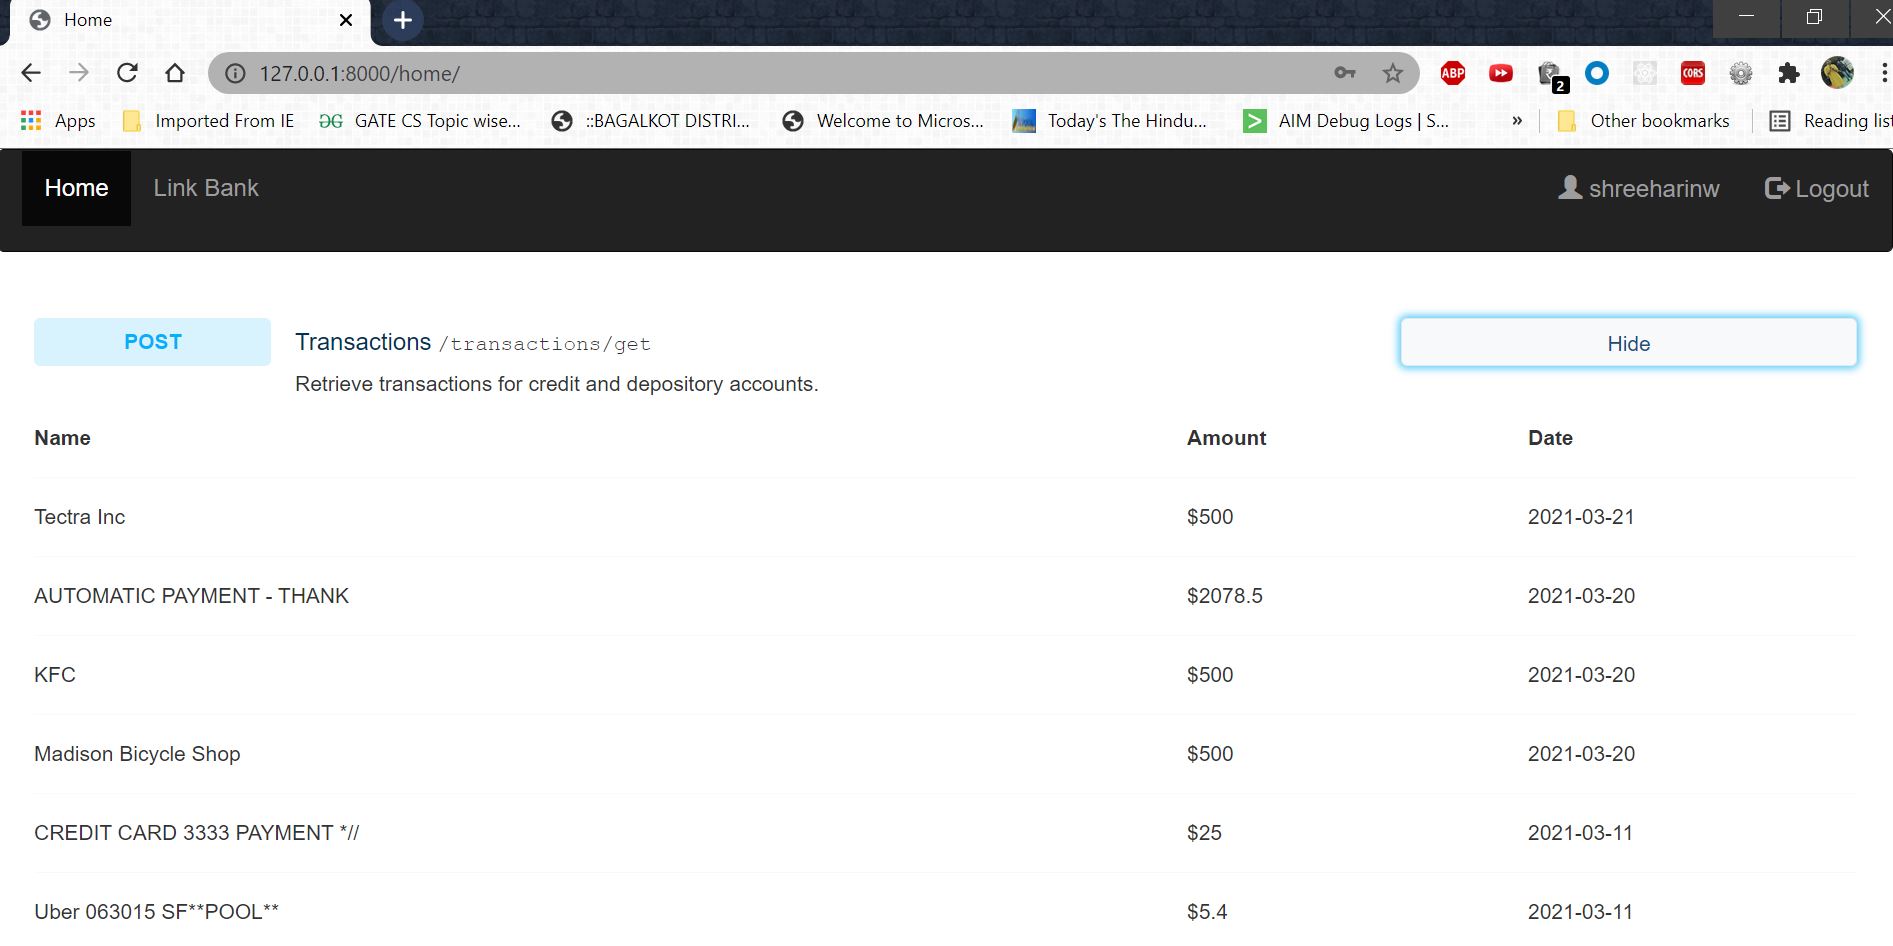 Home
127.0.0.1:8000/home/
ABP
2
CORS
Apps
Imported From IE
GATE CS Topic wise...
::BAGALKOT DISTRI...
Welcome to Micros...
Today's The Hindu...
AIM Debug Logs | S...
»
Other bookmarks
Reading list
Home Link Bank shreeharinw Logout
POST Transactions /transactions/get Hide
Retrieve transactions for credit and depository accounts.
Name Amount Date
Tectra Inc $500 2021-03-21
AUTOMATIC PAYMENT - THANK $2078.5 2021-03-20
KFC $500 2021-03-20
Madison Bicycle Shop $500 2021-03-20
CREDIT CARD 3333 PAYMENT *// $25 2021-03-11
Uber 063015 SF**POOL** $5.4 2021-03-11